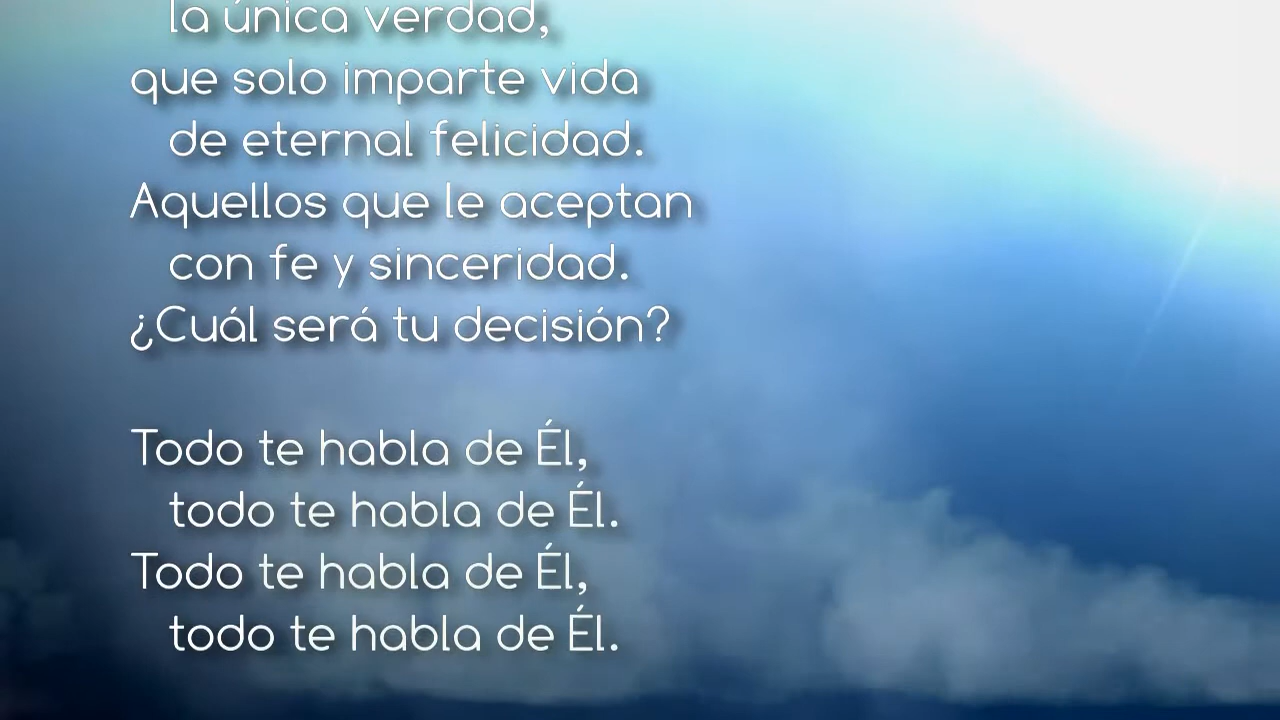 la única verdad,
que solo imparte vida
de eternal felicidad.
Aquellos que le aceptan
con fe y sinceridad.
¿Cuál será tu decisión?
Todo te habla de Él,
todo te habla de Él.
Todo te habla de Él,
todo te habla de Él.